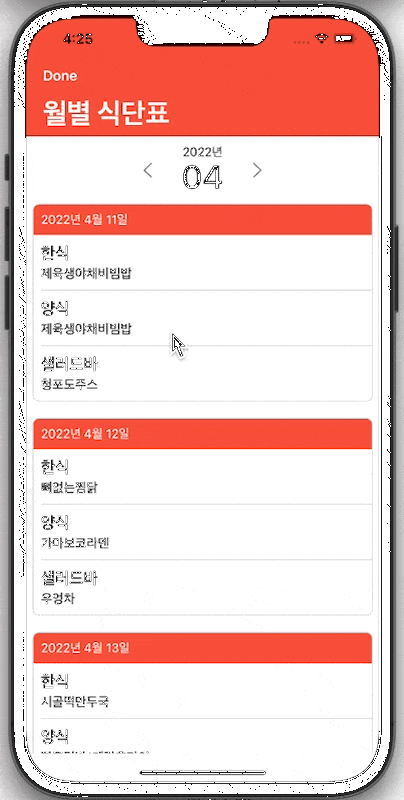 4:25
Done
월별 식단표
2022년
04
2022년 4월 11일
한식
제육생야채비빔밥
양식
제육생야채비빔밥
샐러드바
청포도주스
2022년 4월 12일
한식
뼈없는찜닭
양식
가마보코라멘
샐러드바
우엉차
2022년 4월 13일
한식
시골떡만두국
양식